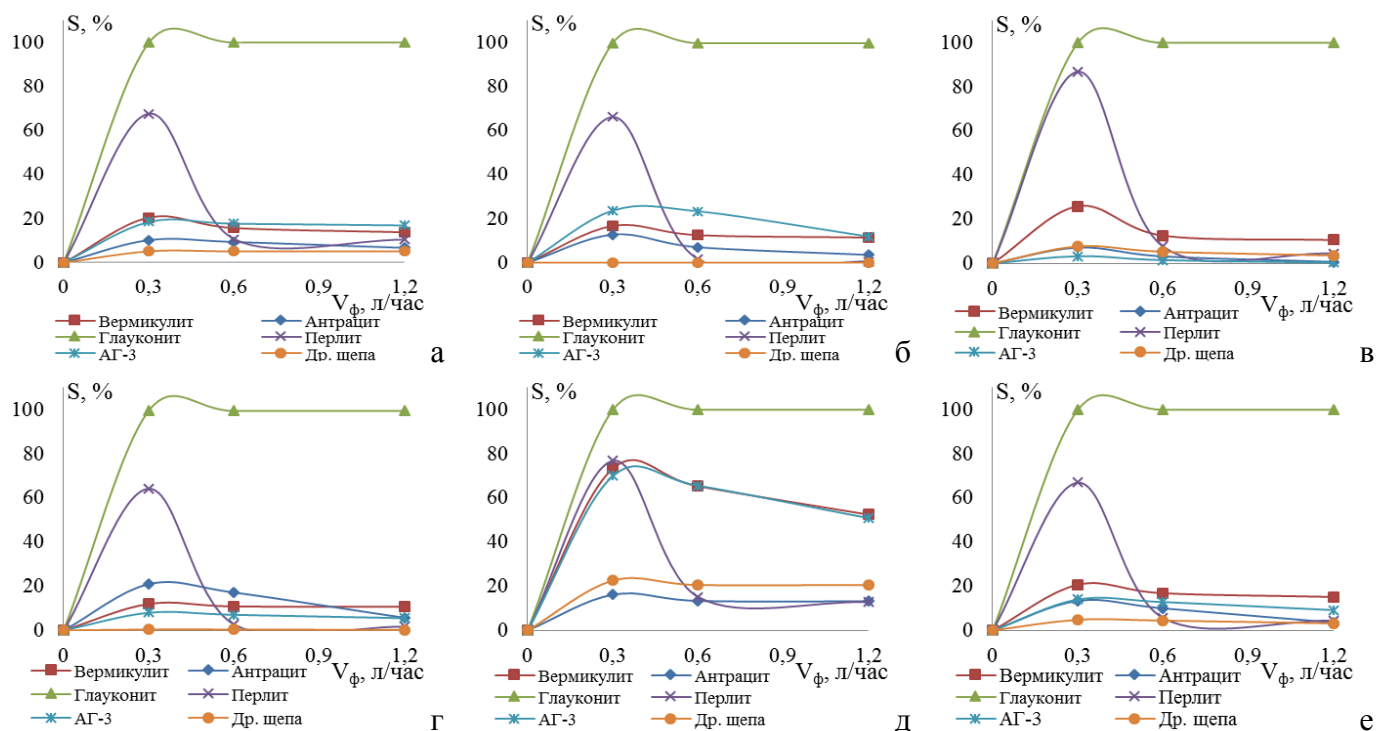 S, %
100
80
60
40
20
0
0 0,3 0,6 0,9 1,2
Vф, л/час
Вермикулит Антрацит
Глауконит Перлит
АГ-3 Др. щепа
а
S, %
100
80
60
40
20
0
0 0,3 0,6 0,9 1,2
Vф, л/час
Вермикулит Антрацит
Глауконит Перлит
АГ-3 Др. щепа
б
S, %
100
80
60
40
20
0
0 0,3 0,6 0,9 1,2
Vф, л/час
Вермикулит Антрацит
Глауконит Перлит
АГ-3 Др. щепа
в
S, %
100
80
60
40
20
0
0 0,3 0,6 0,9 1,2
Vф, л/час
Вермикулит Антрацит
Глауконит Перлит
АГ-3 Др. щепа
г
S, %
100
80
60
40
20
0
0 0,3 0,6 0,9 1,2
Vф, л/час
Вермикулит Антрацит
Глауконит Перлит
АГ-3 Др. щепа
д
S, %
100
80
60
40
20
0
0 0,3 0,6 0,9 1,2
Vф, л/час
Вермикулит Антрацит
Глауконит Перлит
АГ-3 Др. щепа
е